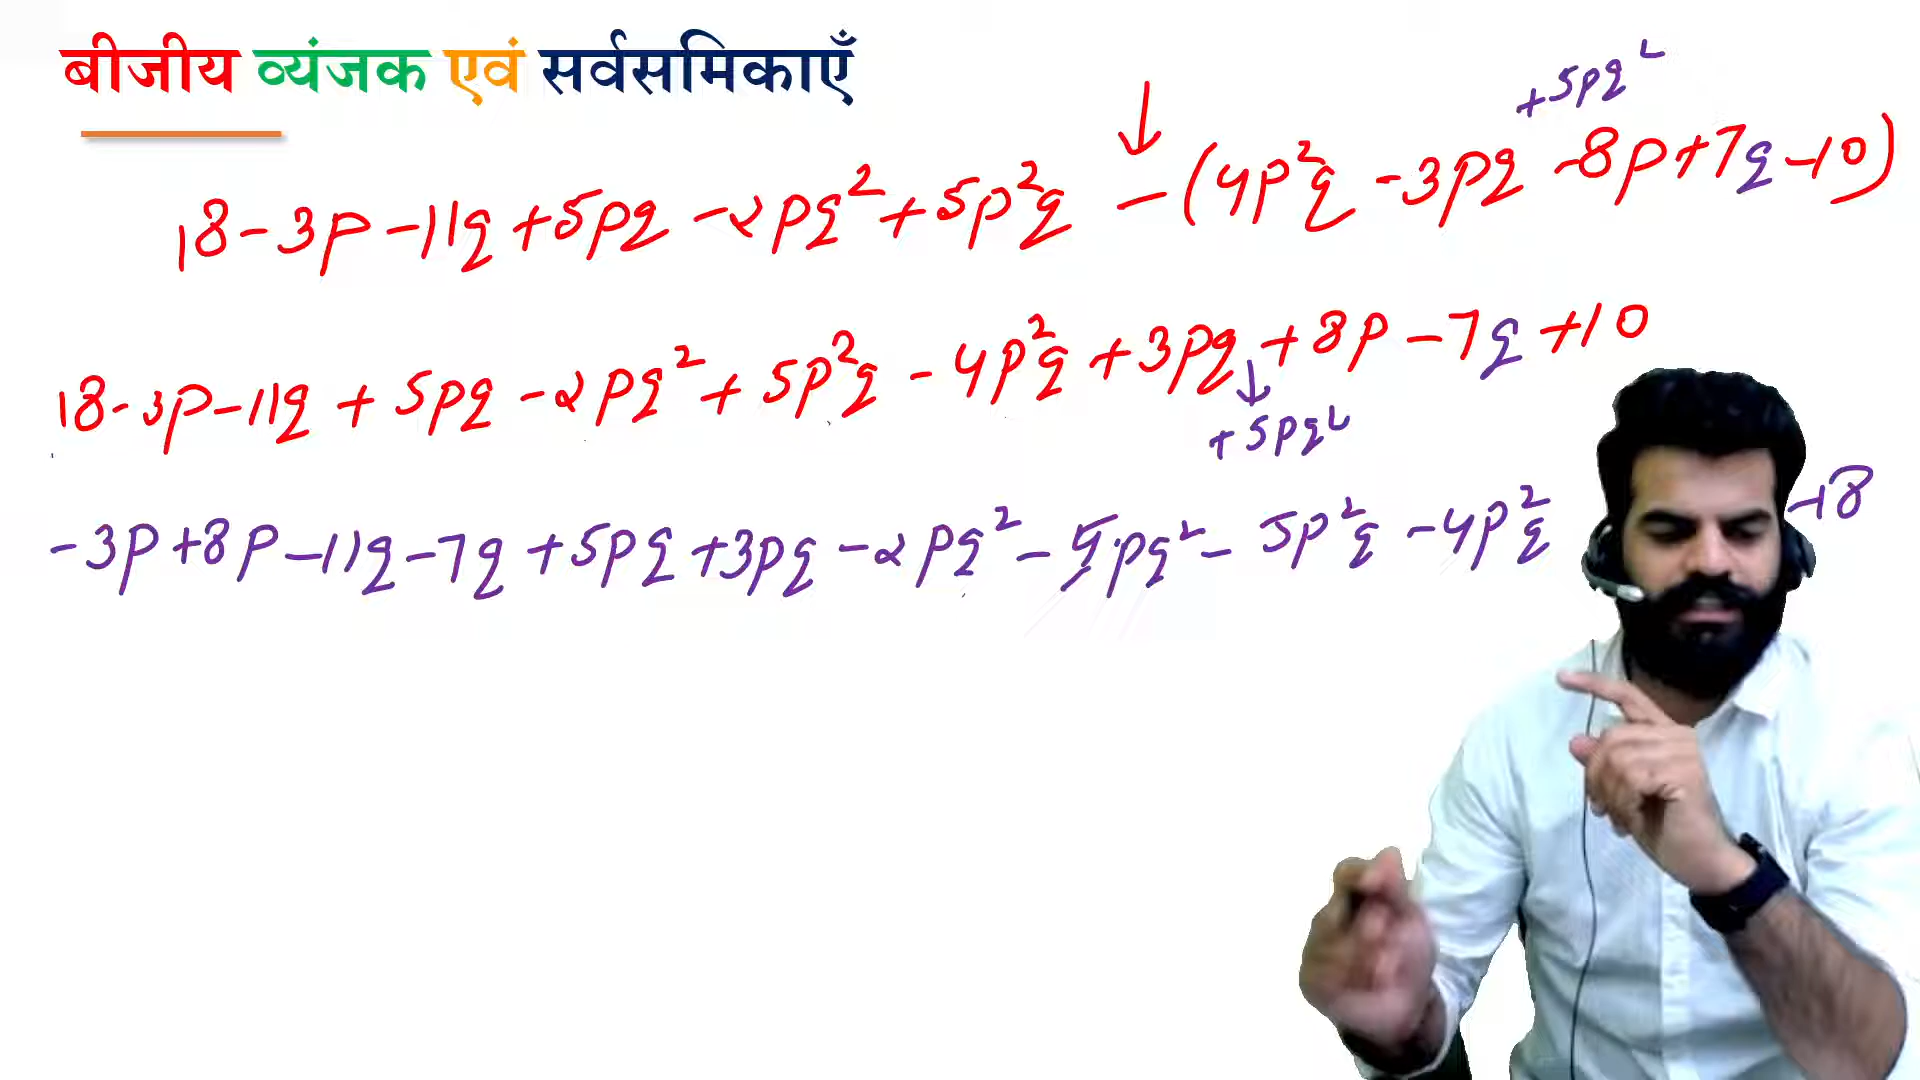 बीजीय व्यंजक एवं सर्वसमिकाएँ
+5pq²
18-3p-11q+5pq-2pq²+5p²q -(4p²q-3pq-8p+7q-10)
18-3p-11q+5pq-2pq²+5p²q-4p²q+3pq+8p-7q+10
+5pq²
-3p+8p-11q-7q+5pq+3pq-2pq²-5pq²-5p²q-4p²q -18